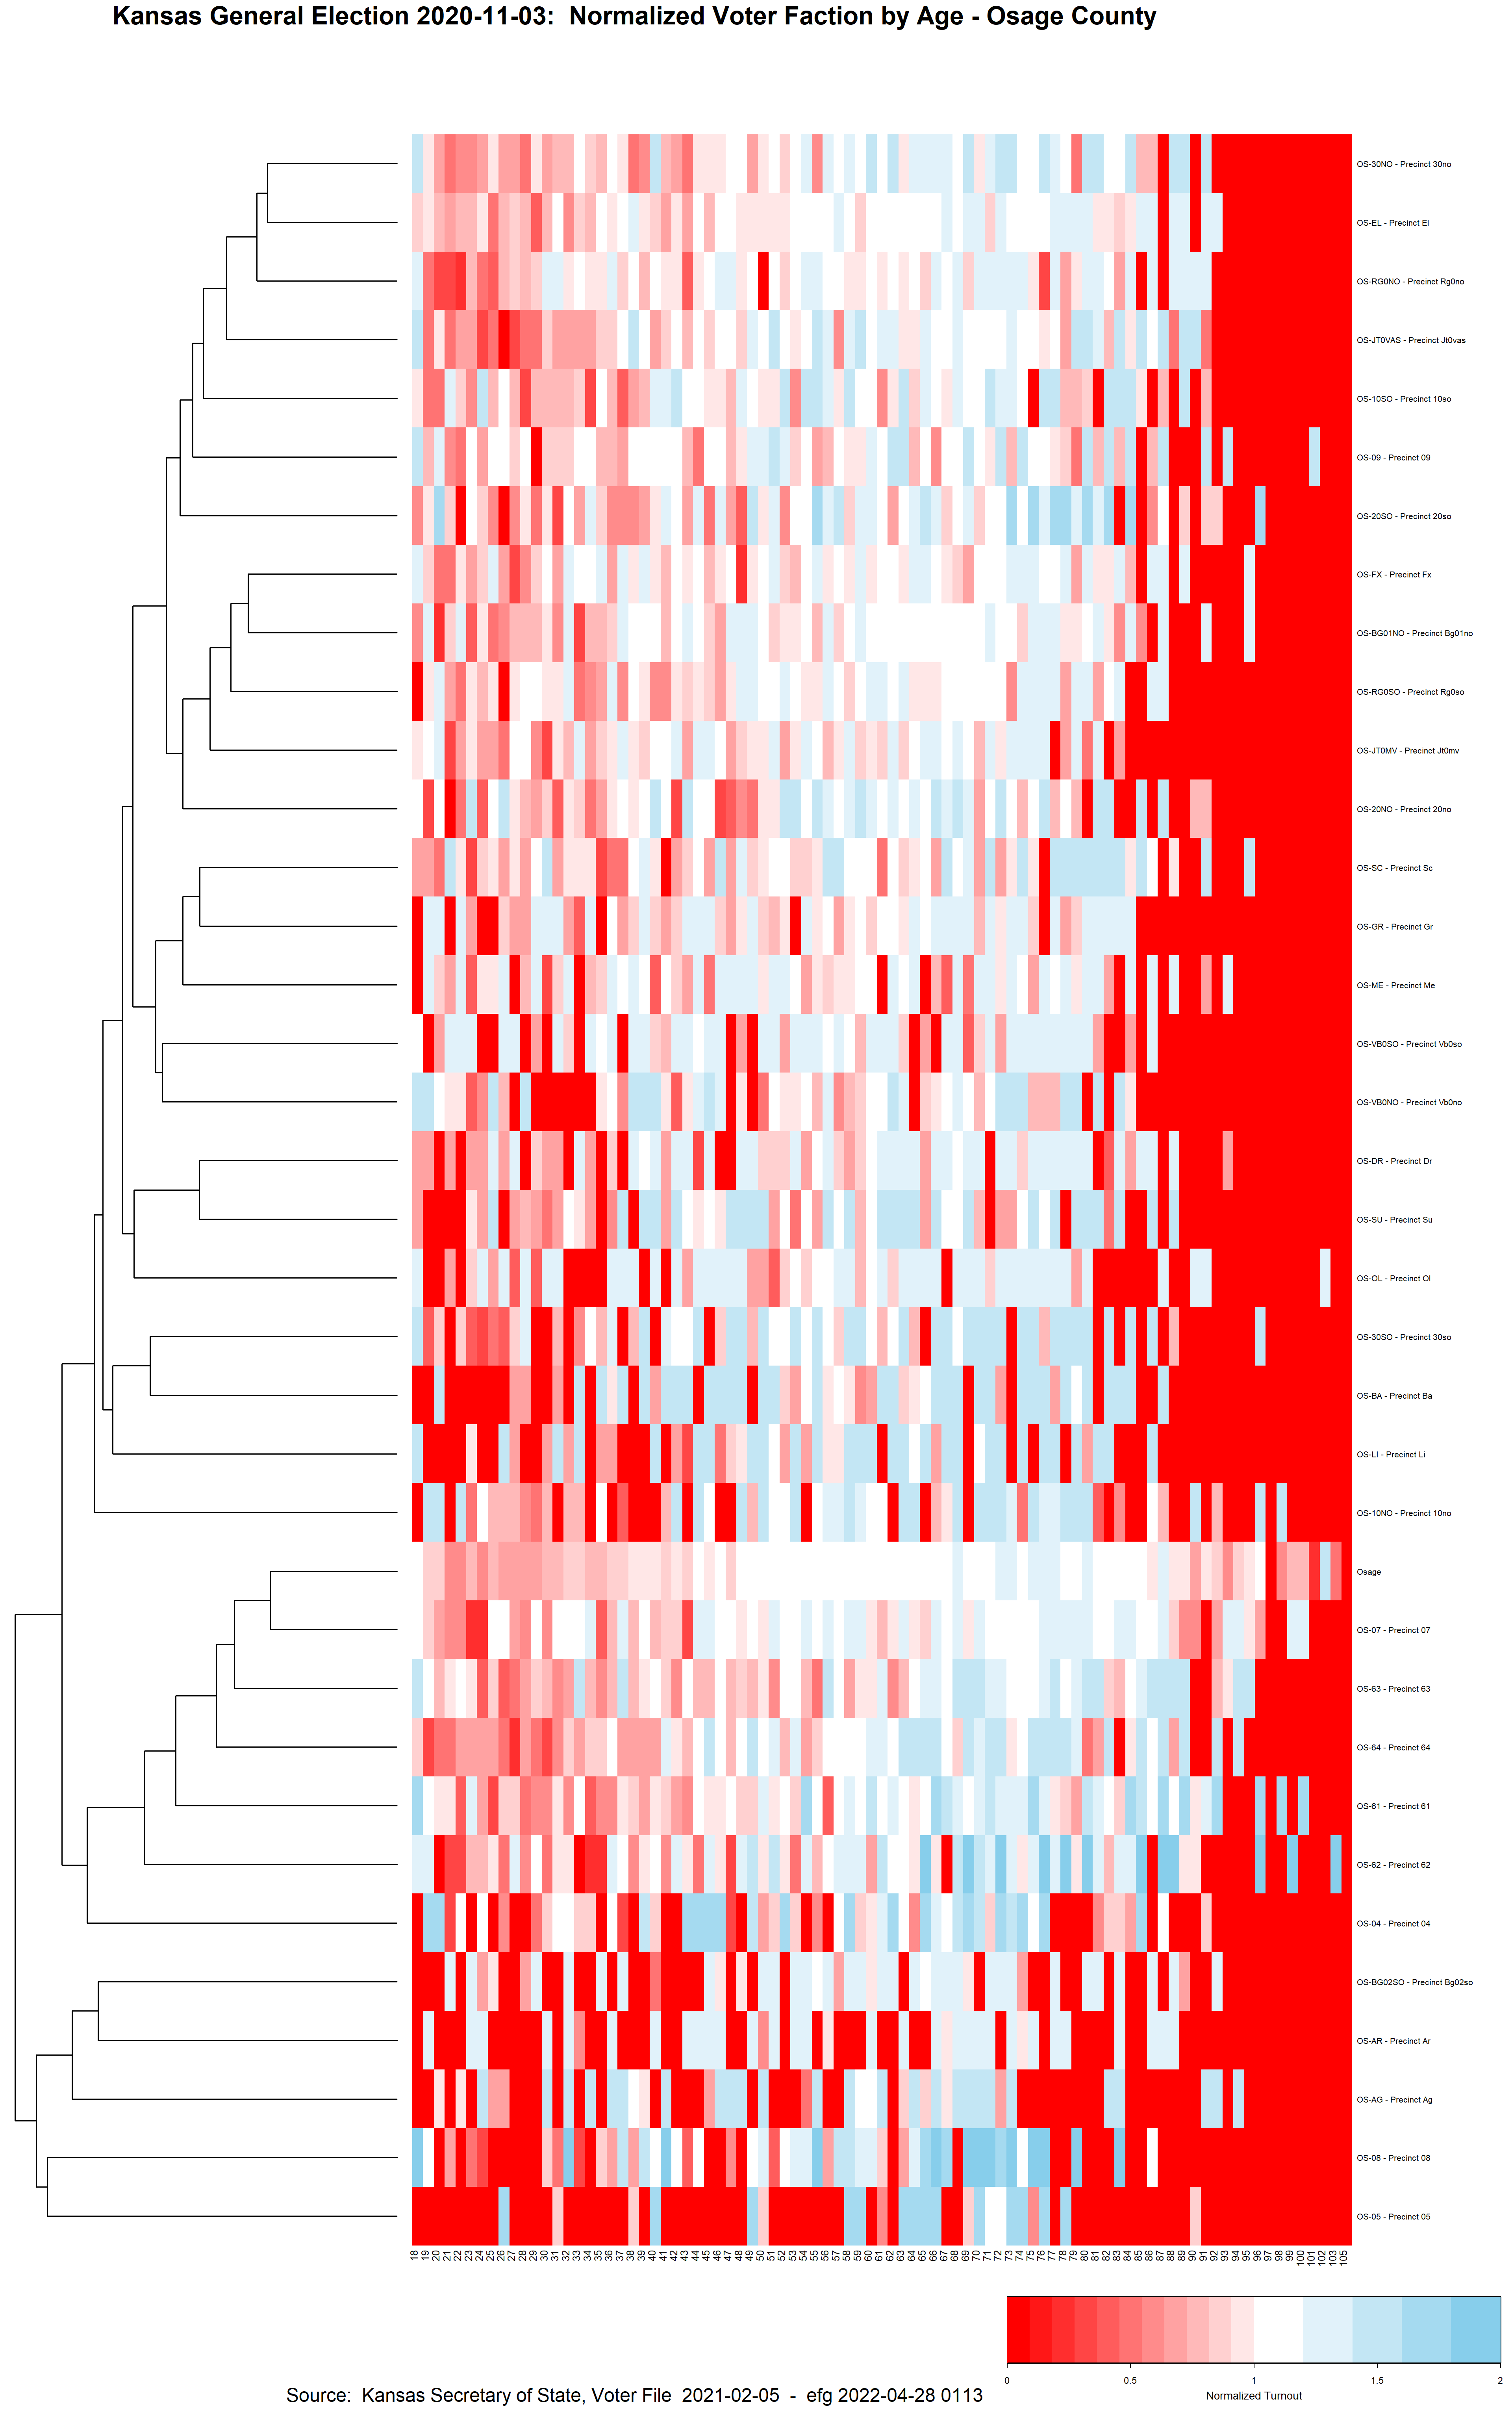 Kansas General Election 2020-11-03:  Normalized Voter Faction by Age - Osage County
OS-30NO - Precinct 30no
OS-EL - Precinct El
OS-RG0NO - Precinct Rg0no
OS-JT0VAS - Precinct Jt0vas
OS-10SO - Precinct 10so
OS-09 - Precinct 09
OS-20SO - Precinct 20so
OS-FX - Precinct Fx
OS-BG01NO - Precinct Bg01no
OS-RG0SO - Precinct Rg0so
OS-JT0MV - Precinct Jt0mv
OS-20NO - Precinct 20no
OS-SC - Precinct Sc
OS-GR - Precinct Gr
OS-ME - Precinct Me
OS-VB0SO - Precinct Vb0so
OS-VB0NO - Precinct Vb0no
OS-DR - Precinct Dr
OS-SU - Precinct Su
OS-OL - Precinct Ol
OS-30SO - Precinct 30so
OS-BA - Precinct Ba
OS-LI - Precinct Li
OS-10NO - Precinct 10no
Osage
OS-07 - Precinct 07
OS-63 - Precinct 63
OS-64 - Precinct 64
OS-61 - Precinct 61
OS-62 - Precinct 62
OS-04 - Precinct 04
OS-BG02SO - Precinct Bg02so
OS-AR - Precinct Ar
OS-AG - Precinct Ag
OS-08 - Precinct 08
OS-05 - Precinct 05
18 19 20 21 22 23 24 25 26 27 28 29 30 31 32 33 34 35 36 37 38 39 40 41 42 43 44 45 46 47 48 49 50 51 52 53 54 55 56 57 58 59 60 61 62 63 64 65 66 67 68 69 70 71 72 73 74 75 76 77 78 79 80 81 82 83 84 85 86 87 88 89 90 91 92 93 94 95 96 97 98 99 100 101 102 103 105
0 0.5 1 1.5 2
Normalized Turnout
Source:  Kansas Secretary of State, Voter File  2021-02-05  -  efg 2022-04-28 0113